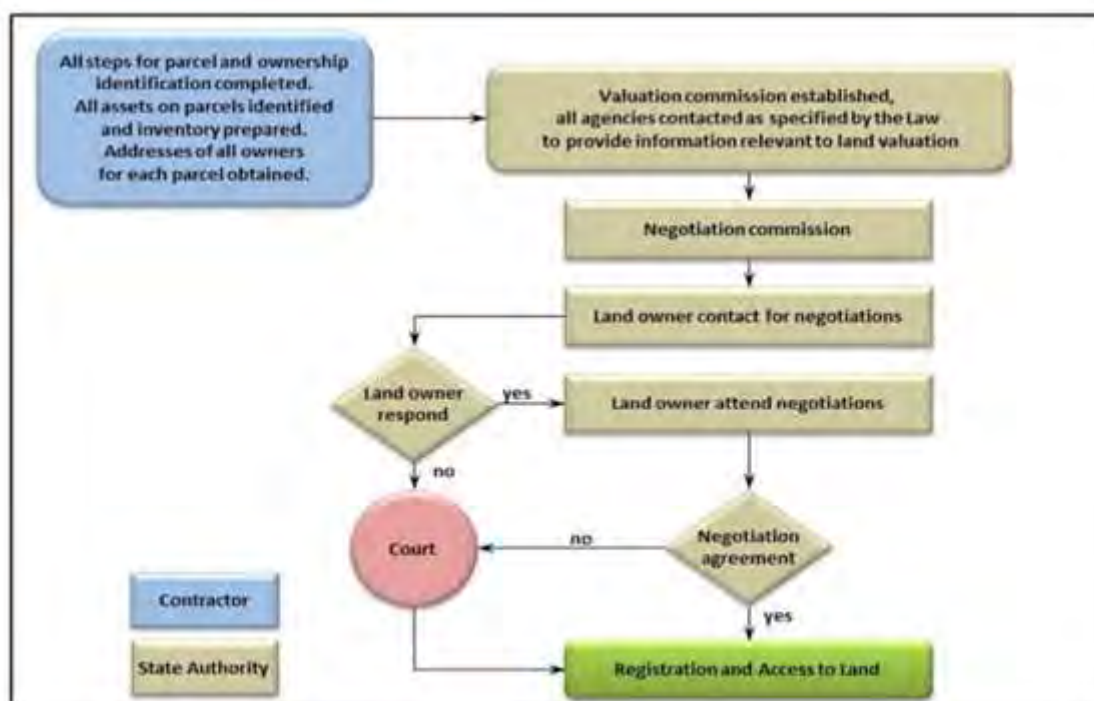 All steps for parcel and ownership
identification completed.
All assets on parcels identified
and inventory prepared.
Addresses of all owners
for each parcel obtained.
Valuation commission established,
all agencies contacted as specified by the Law
to provide information relevant to land valuation
Negotiation commission
Land owner contact for negotiations
Land owner
respond
yes
Land owner attend negotiations
no
Court
no
Negotiation
agreement
yes
Contractor
State Authority
Registration and Access to Land